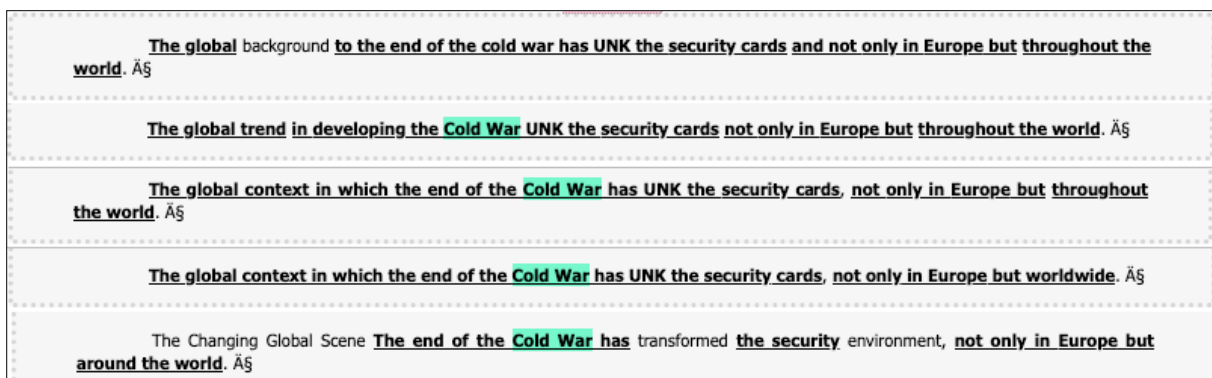 The global background to the end of the cold war has UNK the security cards and not only in Europe but throughout the
world. Ä§
The global trend in developing the Cold War UNK the security cards not only in Europe but throughout the world. Ä§
The global context in which the end of the Cold War has UNK the security cards, not only in Europe but throughout
the world. Ä§
The global context in which the end of the Cold War has UNK the security cards, not only in Europe but worldwide. Ä§
The Changing Global Scene The end of the Cold War has transformed the security environment, not only in Europe but
around the world. Ä§